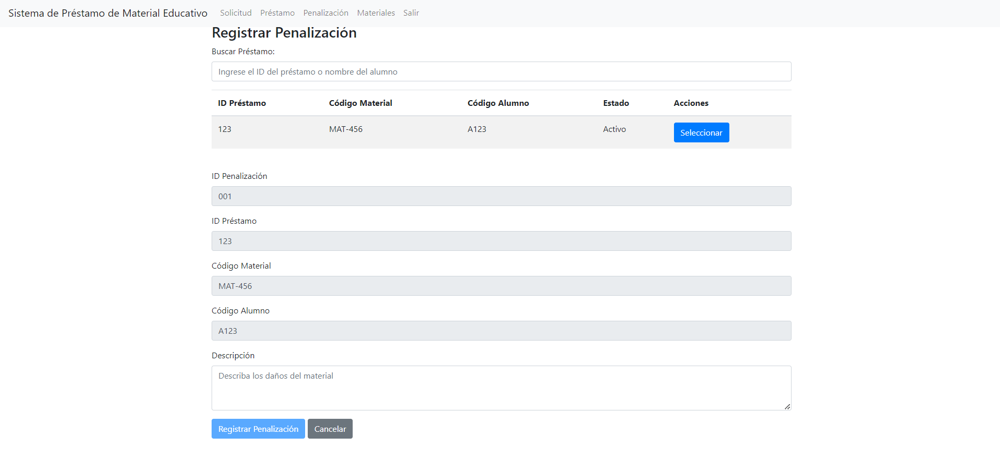 Sistema de Préstamo de Material Educativo Solicitud Préstamo Penalización Materiales Salir
Registrar Penalización
Buscar Préstamo:
Ingrese el ID del préstamo o nombre del alumno
ID Préstamo Código Material Código Alumno Estado Acciones
123 MAT-456 A123 Activo Seleccionar
ID Penalización
001
ID Préstamo
123
Código Material
MAT-456
Código Alumno
A123
Descripción
Describa los daños del material
Registrar Penalización Cancelar